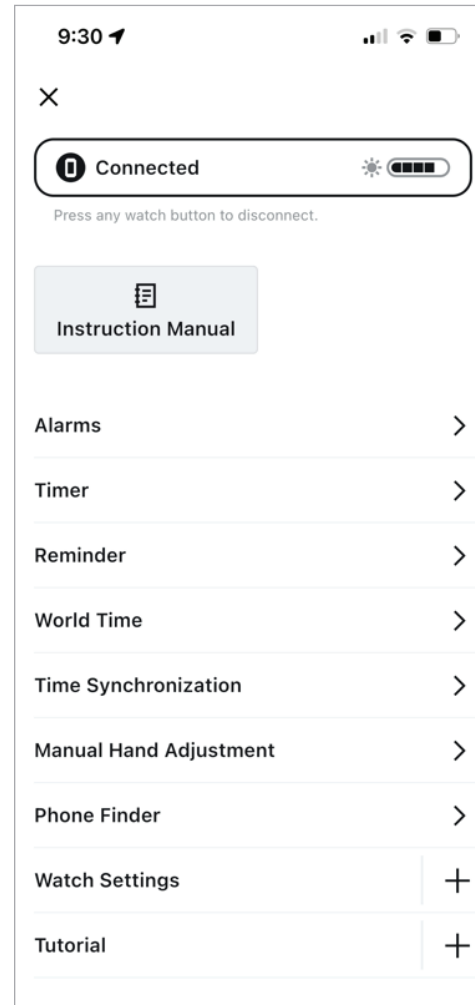 9:30
Connected
Press any watch button to disconnect.
Instruction Manual
Alarms
Timer
Reminder
World Time
Time Synchronization
Manual Hand Adjustment
Phone Finder
Watch Settings
Tutorial